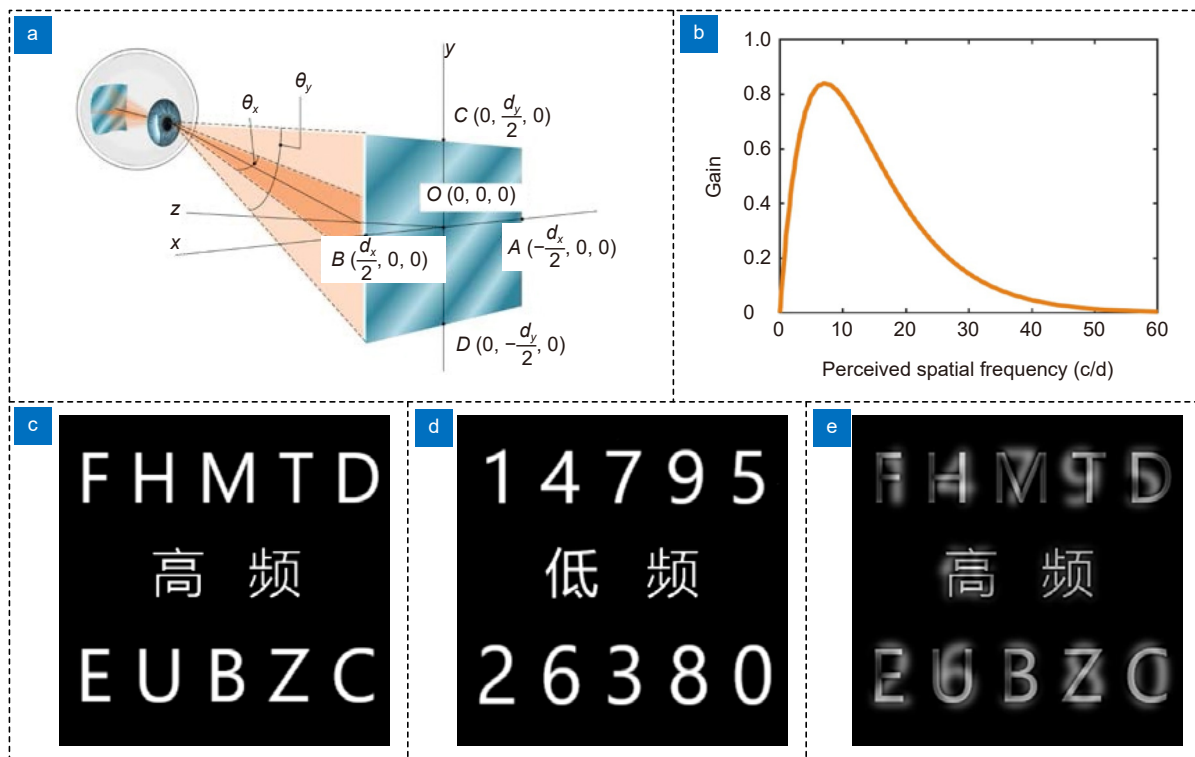 a
y
θy
θx
C (0, dy/2, 0)
O (0, 0, 0)
z
x
B (dx/2, 0, 0)
A (−dx/2, 0, 0)
D (0, −dy/2, 0)
b
1.0
0.8
0.6
0.4
0.2
0
Gain
0 10 20 30 40 50 60
Perceived spatial frequency (c/d)
c
F H M T D
高 频
E U B Z C
d
1 4 7 9 5
低 频
2 6 3 8 0
e
F H M T D
高 频
E U B Z C